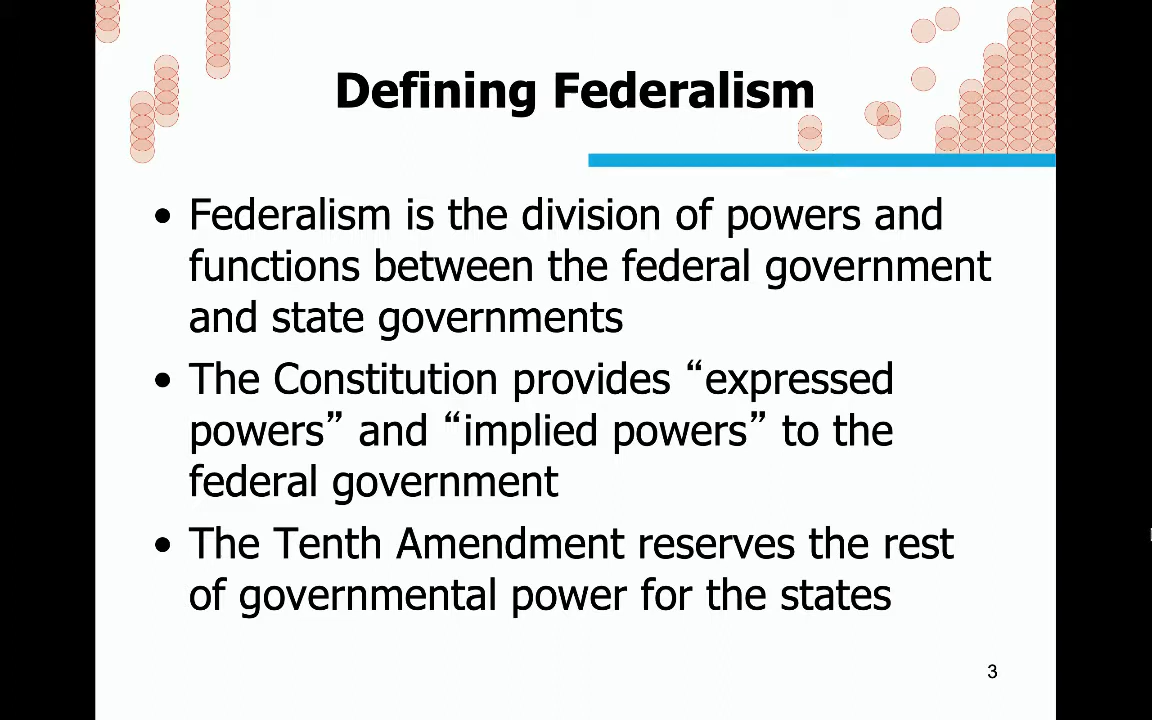 Defining Federalism
• Federalism is the division of powers and
functions between the federal government
and state governments
• The Constitution provides “expressed
powers” and “implied powers” to the
federal government
• The Tenth Amendment reserves the rest
of governmental power for the states
3